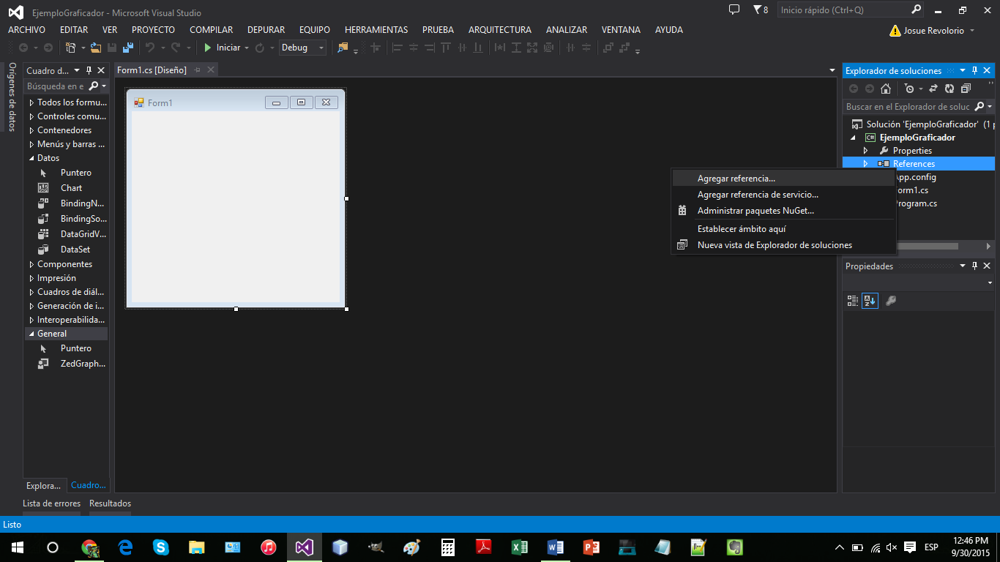 EjemploGraficador - Microsoft Visual Studio
8
Inicio rápido (Ctrl+Q)
ARCHIVO EDITAR VER PROYECTO COMPILAR DEPURAR EQUIPO HERRAMIENTAS PRUEBA ARQUITECTURA ANALIZAR VENTANA AYUDA
Josue Revolorio
Iniciar
Debug
Orígenes de datos
Cuadro d...
Búsqueda en e
Todos los formu...
Controles comu...
Contenedores
Menús y barras ...
Datos
Puntero
Chart
BindingN...
BindingSo...
DataGridV...
DataSet
Componentes
Impresión
Cuadros de diál...
Generación de i...
Interoperabilida...
General
Puntero
ZedGraph...
Explora...
Cuadro...
Form1.cs [Diseño]
Form1
Explorador de soluciones
Buscar en el Explorador de soluc
Solución 'EjemploGraficador' (1 p
C# EjemploGraficador
Properties
References
App.config
Form1.cs
Program.cs
Agregar referencia...
Agregar referencia de servicio...
Administrar paquetes NuGet...
Establecer ámbito aquí
Nueva vista de Explorador de soluciones
Propiedades
Lista de errores
Resultados
Listo
ESP
12:46 PM
9/30/2015